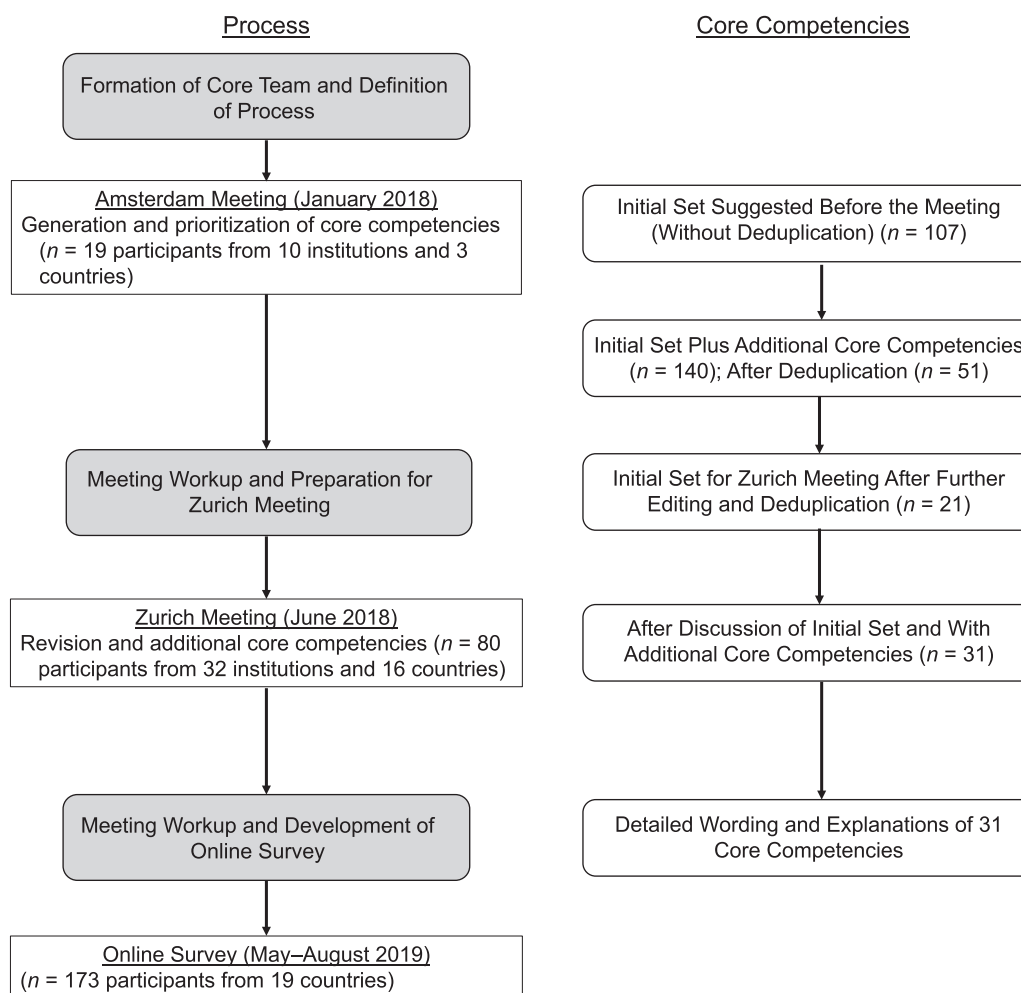 Process
Formation of Core Team and Definition
of Process
Amsterdam Meeting (January 2018)
Generation and prioritization of core competencies
(n = 19 participants from 10 institutions and 3
countries)
Meeting Workup and Preparation for
Zurich Meeting
Zurich Meeting (June 2018)
Revision and additional core competencies (n = 80
participants from 32 institutions and 16 countries)
Meeting Workup and Development of
Online Survey
Online Survey (May–August 2019)
(n = 173 participants from 19 countries)
Core Competencies
Initial Set Suggested Before the Meeting
(Without Deduplication) (n = 107)
Initial Set Plus Additional Core Competencies
(n = 140); After Deduplication (n = 51)
Initial Set for Zurich Meeting After Further
Editing and Deduplication (n = 21)
After Discussion of Initial Set and With
Additional Core Competencies (n = 31)
Detailed Wording and Explanations of 31
Core Competencies